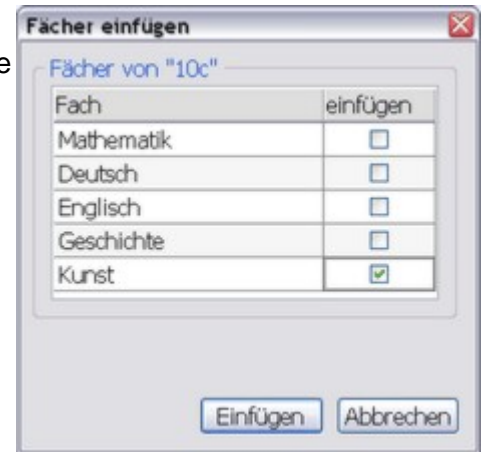 Fächer einfügen
e
Fächer von "10c"
Fach einfügen
Mathematik
Deutsch
Englisch
Geschichte
Kunst
Einfügen Abbrechen